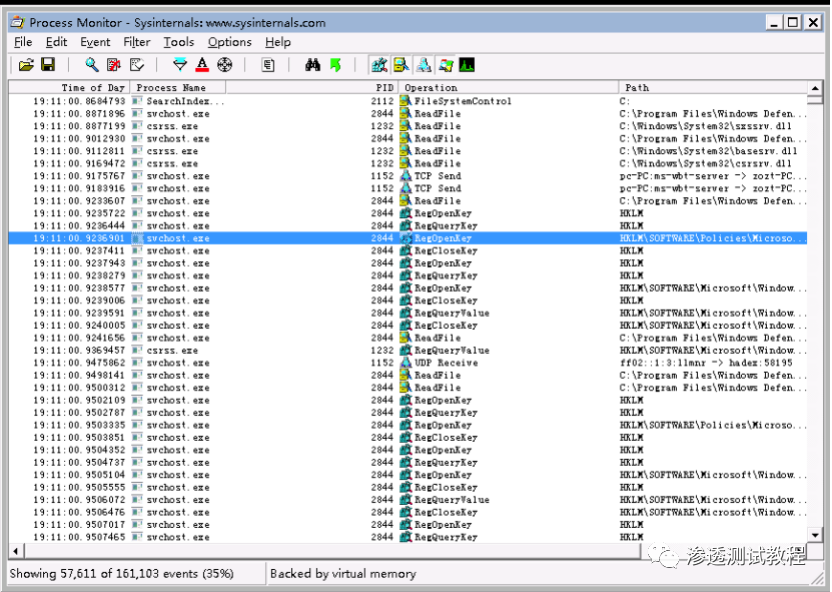 Process Monitor - Sysinternals: www.sysinternals.com
File Edit Event Filter Tools Options Help
Time of Day Process Name PID Operation Path
19:11:00.8684793 SearchIndex... 2112 FileSystemControl C:
19:11:00.8871896 svchost.exe 2844 ReadFile C:\Program Files\Windows Defen...
19:11:00.8877199 csrss.exe 1232 ReadFile C:\Windows\System32\sxssrv.dll
19:11:00.9012930 svchost.exe 2844 ReadFile C:\Program Files\Windows Defen...
19:11:00.9112811 csrss.exe 1232 ReadFile C:\Windows\System32\basesrv.dll
19:11:00.9169472 csrss.exe 1232 ReadFile C:\Windows\System32\csrsrv.dll
19:11:00.9175767 svchost.exe 1152 TCP Send pc-PC:ms-wbt-server -> zozt-PC...
19:11:00.9183916 svchost.exe 1152 TCP Send pc-PC:ms-wbt-server -> zozt-PC...
19:11:00.9233607 svchost.exe 2844 ReadFile C:\Program Files\Windows Defen...
19:11:00.9235722 svchost.exe 2844 RegOpenKey HKLM
19:11:00.9236444 svchost.exe 2844 RegQueryKey HKLM
19:11:00.9236901 svchost.exe 2844 RegOpenKey HKLM\SOFTWARE\Policies\Microso...
19:11:00.9237411 svchost.exe 2844 RegCloseKey HKLM
19:11:00.9237943 svchost.exe 2844 RegOpenKey HKLM
19:11:00.9238279 svchost.exe 2844 RegQueryKey HKLM
19:11:00.9238577 svchost.exe 2844 RegOpenKey HKLM\SOFTWARE\Microsoft\Window...
19:11:00.9239006 svchost.exe 2844 RegCloseKey HKLM
19:11:00.9239591 svchost.exe 2844 RegQueryValue HKLM\SOFTWARE\Microsoft\Window...
19:11:00.9240005 svchost.exe 2844 RegCloseKey HKLM\SOFTWARE\Microsoft\Window...
19:11:00.9241656 svchost.exe 2844 ReadFile C:\Program Files\Windows Defen...
19:11:00.9369457 csrss.exe 1232 RegQueryValue HKLM\SOFTWARE\Microsoft\Window...
19:11:00.9475862 svchost.exe 1152 UDP Receive ff02::1:3:llmnr -> hadex:58195
19:11:00.9498141 svchost.exe 2844 ReadFile C:\Program Files\Windows Defen...
19:11:00.9500312 svchost.exe 2844 ReadFile C:\Program Files\Windows Defen...
19:11:00.9502109 svchost.exe 2844 RegOpenKey HKLM
19:11:00.9502787 svchost.exe 2844 RegQueryKey HKLM
19:11:00.9503335 svchost.exe 2844 RegOpenKey HKLM\SOFTWARE\Policies\Microso...
19:11:00.9503851 svchost.exe 2844 RegCloseKey HKLM
19:11:00.9504352 svchost.exe 2844 RegOpenKey HKLM
19:11:00.9504737 svchost.exe 2844 RegQueryKey HKLM
19:11:00.9505104 svchost.exe 2844 RegOpenKey HKLM\SOFTWARE\Microsoft\Window...
19:11:00.9505555 svchost.exe 2844 RegCloseKey HKLM
19:11:00.9506072 svchost.exe 2844 RegQueryValue HKLM\SOFTWARE\Microsoft\Window...
19:11:00.9506476 svchost.exe 2844 RegCloseKey HKLM\SOFTWARE\Microsoft\Window...
19:11:00.9507017 svchost.exe 2844 RegOpenKey HKLM
19:11:00.9507465 svchost.exe 2844 RegQueryKey HKLM
渗透测试教程
Showing 57,611 of 161,103 events (35%) Backed by virtual memory